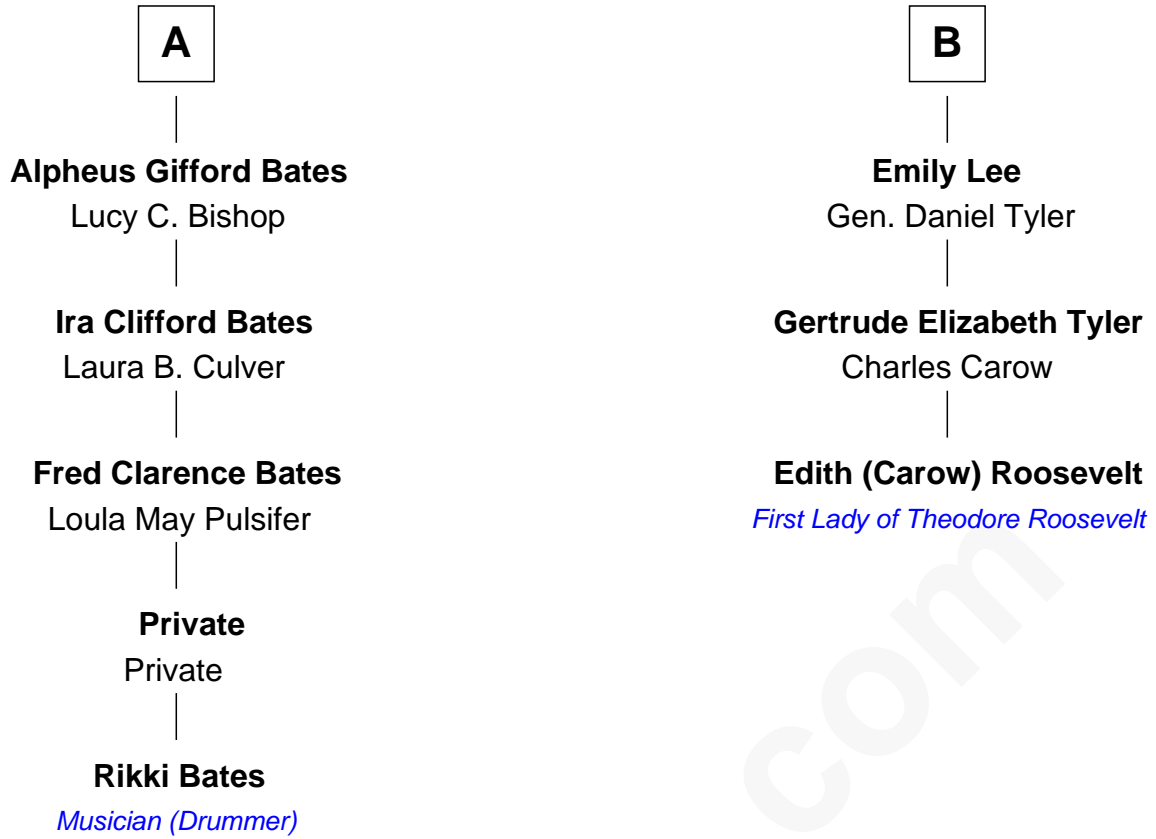 A
Alpheus Gifford Bates
Lucy C. Bishop
Ira Clifford Bates
Laura B. Culver
Fred Clarence Bates
Loula May Pulsifer
Private
Private
Rikki Bates
Musician (Drummer)
B
Emily Lee
Gen. Daniel Tyler
Gertrude Elizabeth Tyler
Charles Carow
Edith (Carow) Roosevelt
First Lady of Theodore Roosevelt
com